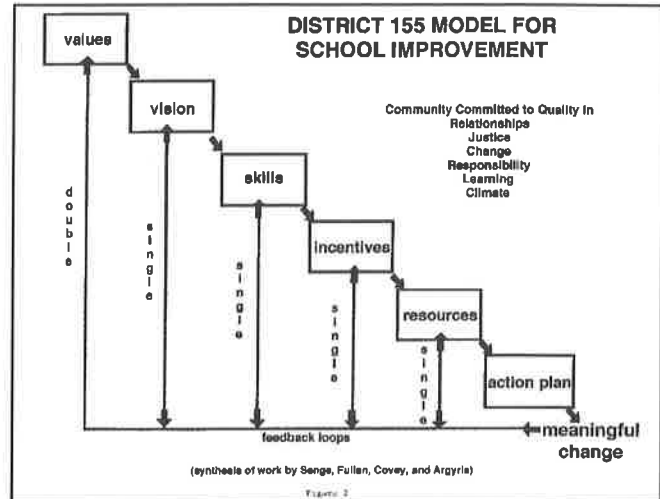 DISTRICT 155 MODEL FOR
SCHOOL IMPROVEMENT
values
vision
skills
incentives
resources
action plan
meaningful
change
Community Committed to Quality in
Relationships
Justice
Change
Responsibility
Learning
Climate
double
single
single
single
single
feedback loops
(synthesis of work by Senge, Fullan, Covey, and Argyris)
Figure 2